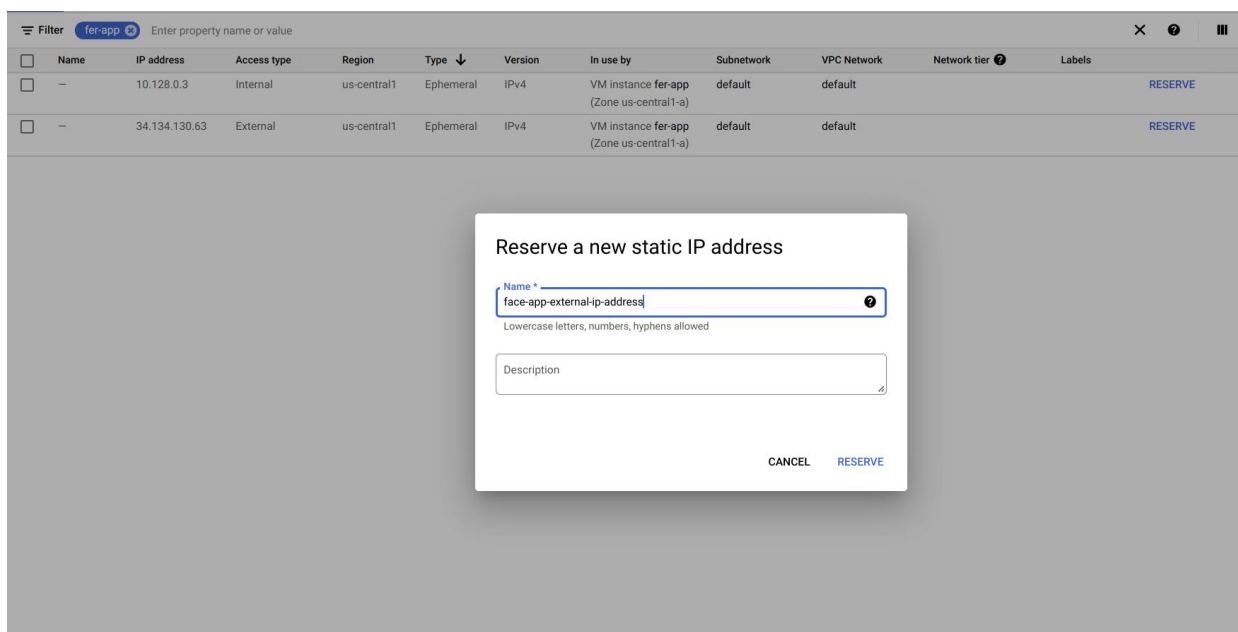 Filter fer-app Enter property name or value
Name IP address Access type Region Type Version In use by Subnetwork VPC Network Network tier Labels
– 10.128.0.3 Internal us-central1 Ephemeral IPv4 VM instance fer-app default default RESERVE
(Zone us-central1-a)
– 34.134.130.63 External us-central1 Ephemeral IPv4 VM instance fer-app default default RESERVE
(Zone us-central1-a)
Reserve a new static IP address
Name *
face-app-external-ip-address
Lowercase letters, numbers, hyphens allowed
Description
CANCEL RESERVE